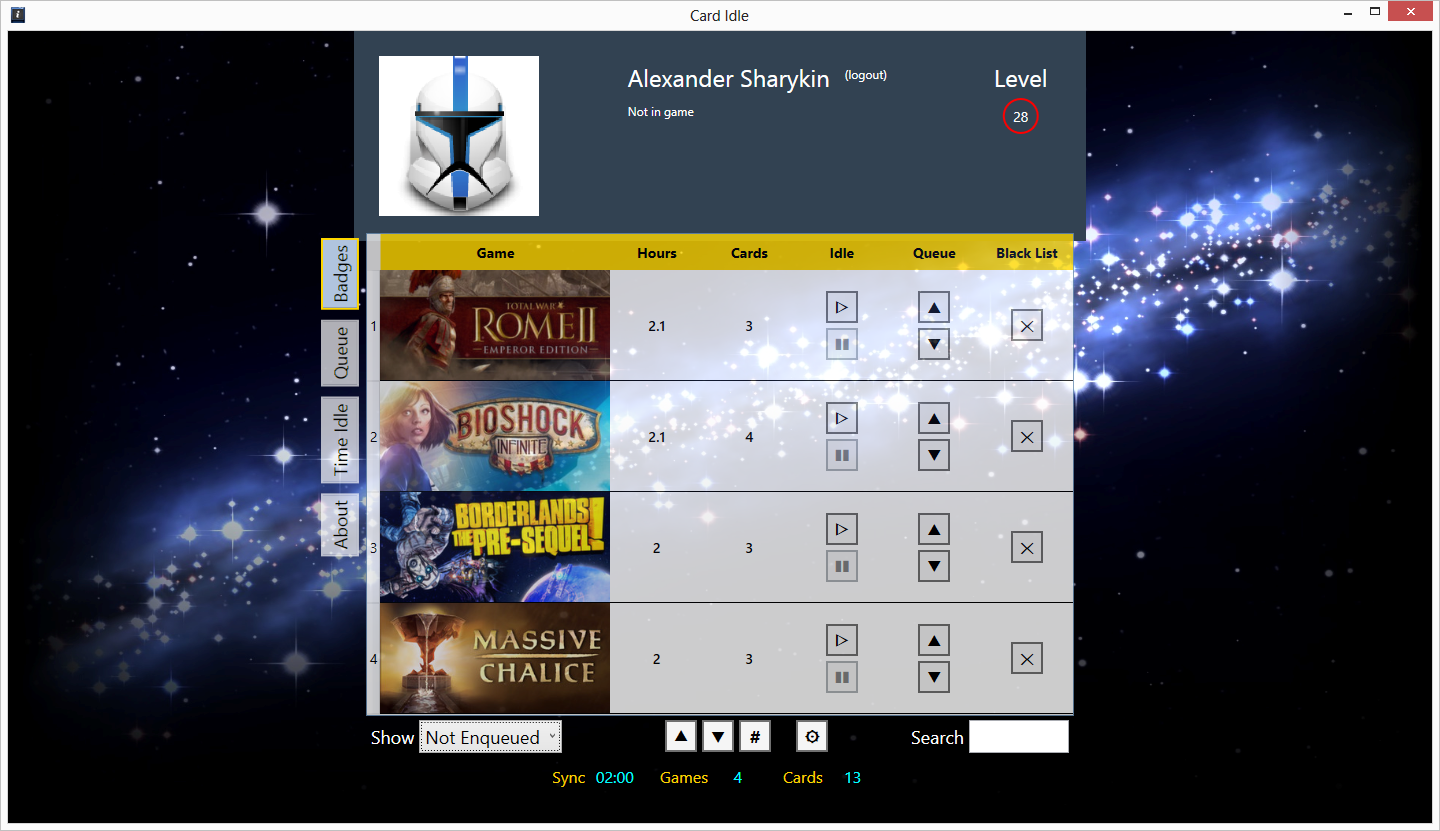 Card Idle
Alexander Sharykin (logout)
Not in game
Level
28
Badges
Queue
Time Idle
About
Game Hours Cards Idle Queue Black List
1 TOTAL WAR ROME II EMPEROR EDITION 2.1 3
2 BIOSHOCK INFINITE 2.1 4
3 BORDERLANDS THE PRE-SEQUEL! 2 3
4 MASSIVE CHALICE 2 3
Show Not Enqueued # Search
Sync 02:00 Games 4 Cards 13